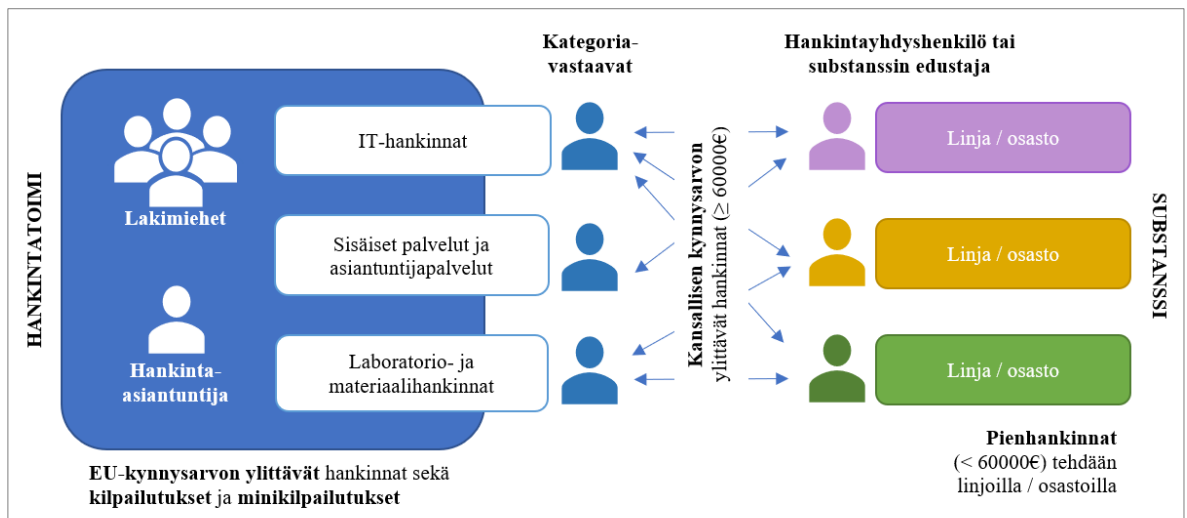 Kategoria-
vastaavat
Hankintayhdyshenkilö tai
substanssin edustaja
HANKINTATOIMI
Lakimiehet
Hankinta-
asiantuntija
IT-hankinnat
Sisäiset palvelut ja
asiantuntijapalvelut
Laboratorio- ja
materiaalihankinnat
Kansallisen kynnysarvon
ylittävät hankinnat (≥ 60000€)
Linja / osasto
Linja / osasto
Linja / osasto
SUBSTANSSI
EU-kynnysarvon ylittävät hankinnat sekä
kilpailutukset ja minikilpailutukset
Pienhankinnat
(< 60000€) tehdään
linjoilla / osastoilla